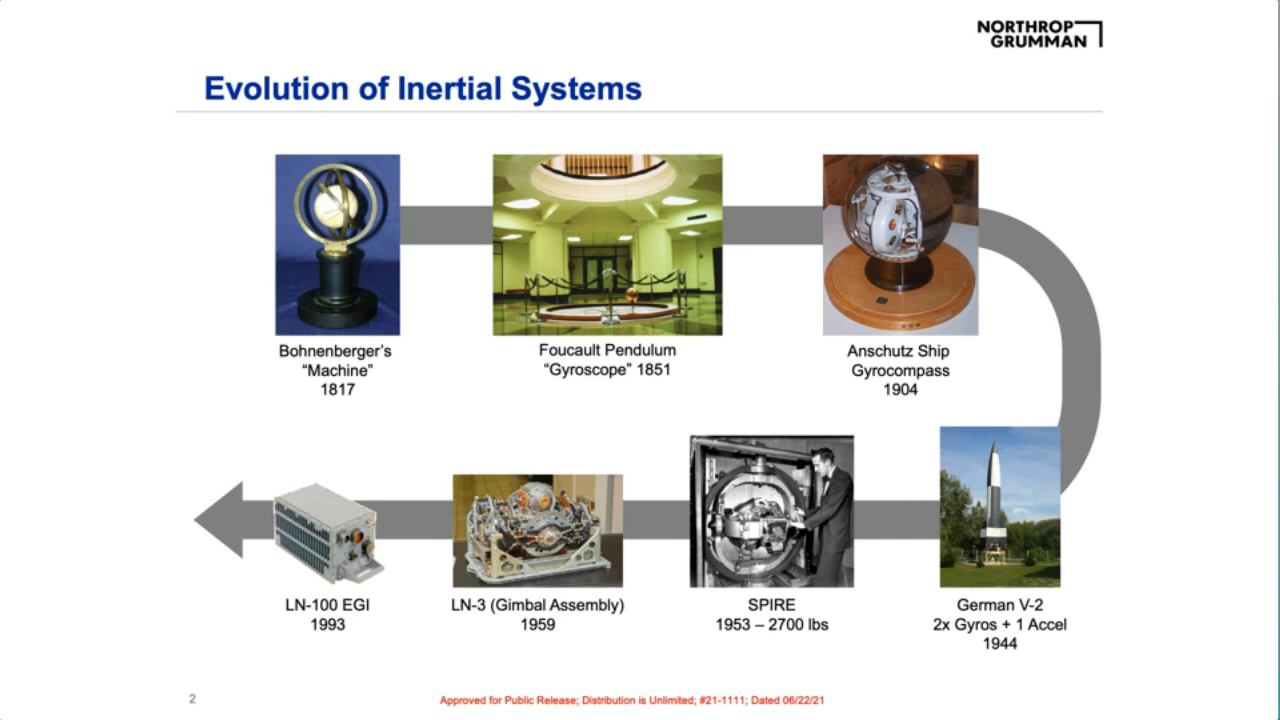 NORTHROP
GRUMMAN
Evolution of Inertial Systems
Bohnenberger’s
“Machine”
1817
Foucault Pendulum
“Gyroscope” 1851
Anschutz Ship
Gyrocompass
1904
LN-100 EGI
1993
LN-3 (Gimbal Assembly)
1959
SPIRE
1953 – 2700 lbs
German V-2
2x Gyros + 1 Accel
1944
2
Approved for Public Release; Distribution is Unlimited; #21-1111; Dated 06/22/21